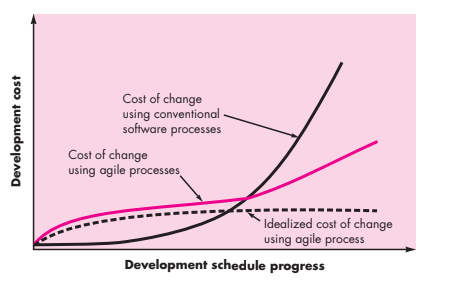 Development cost
Cost of change
using conventional
software processes
Cost of change
using agile processes
Idealized cost of change
using agile process
Development schedule progress